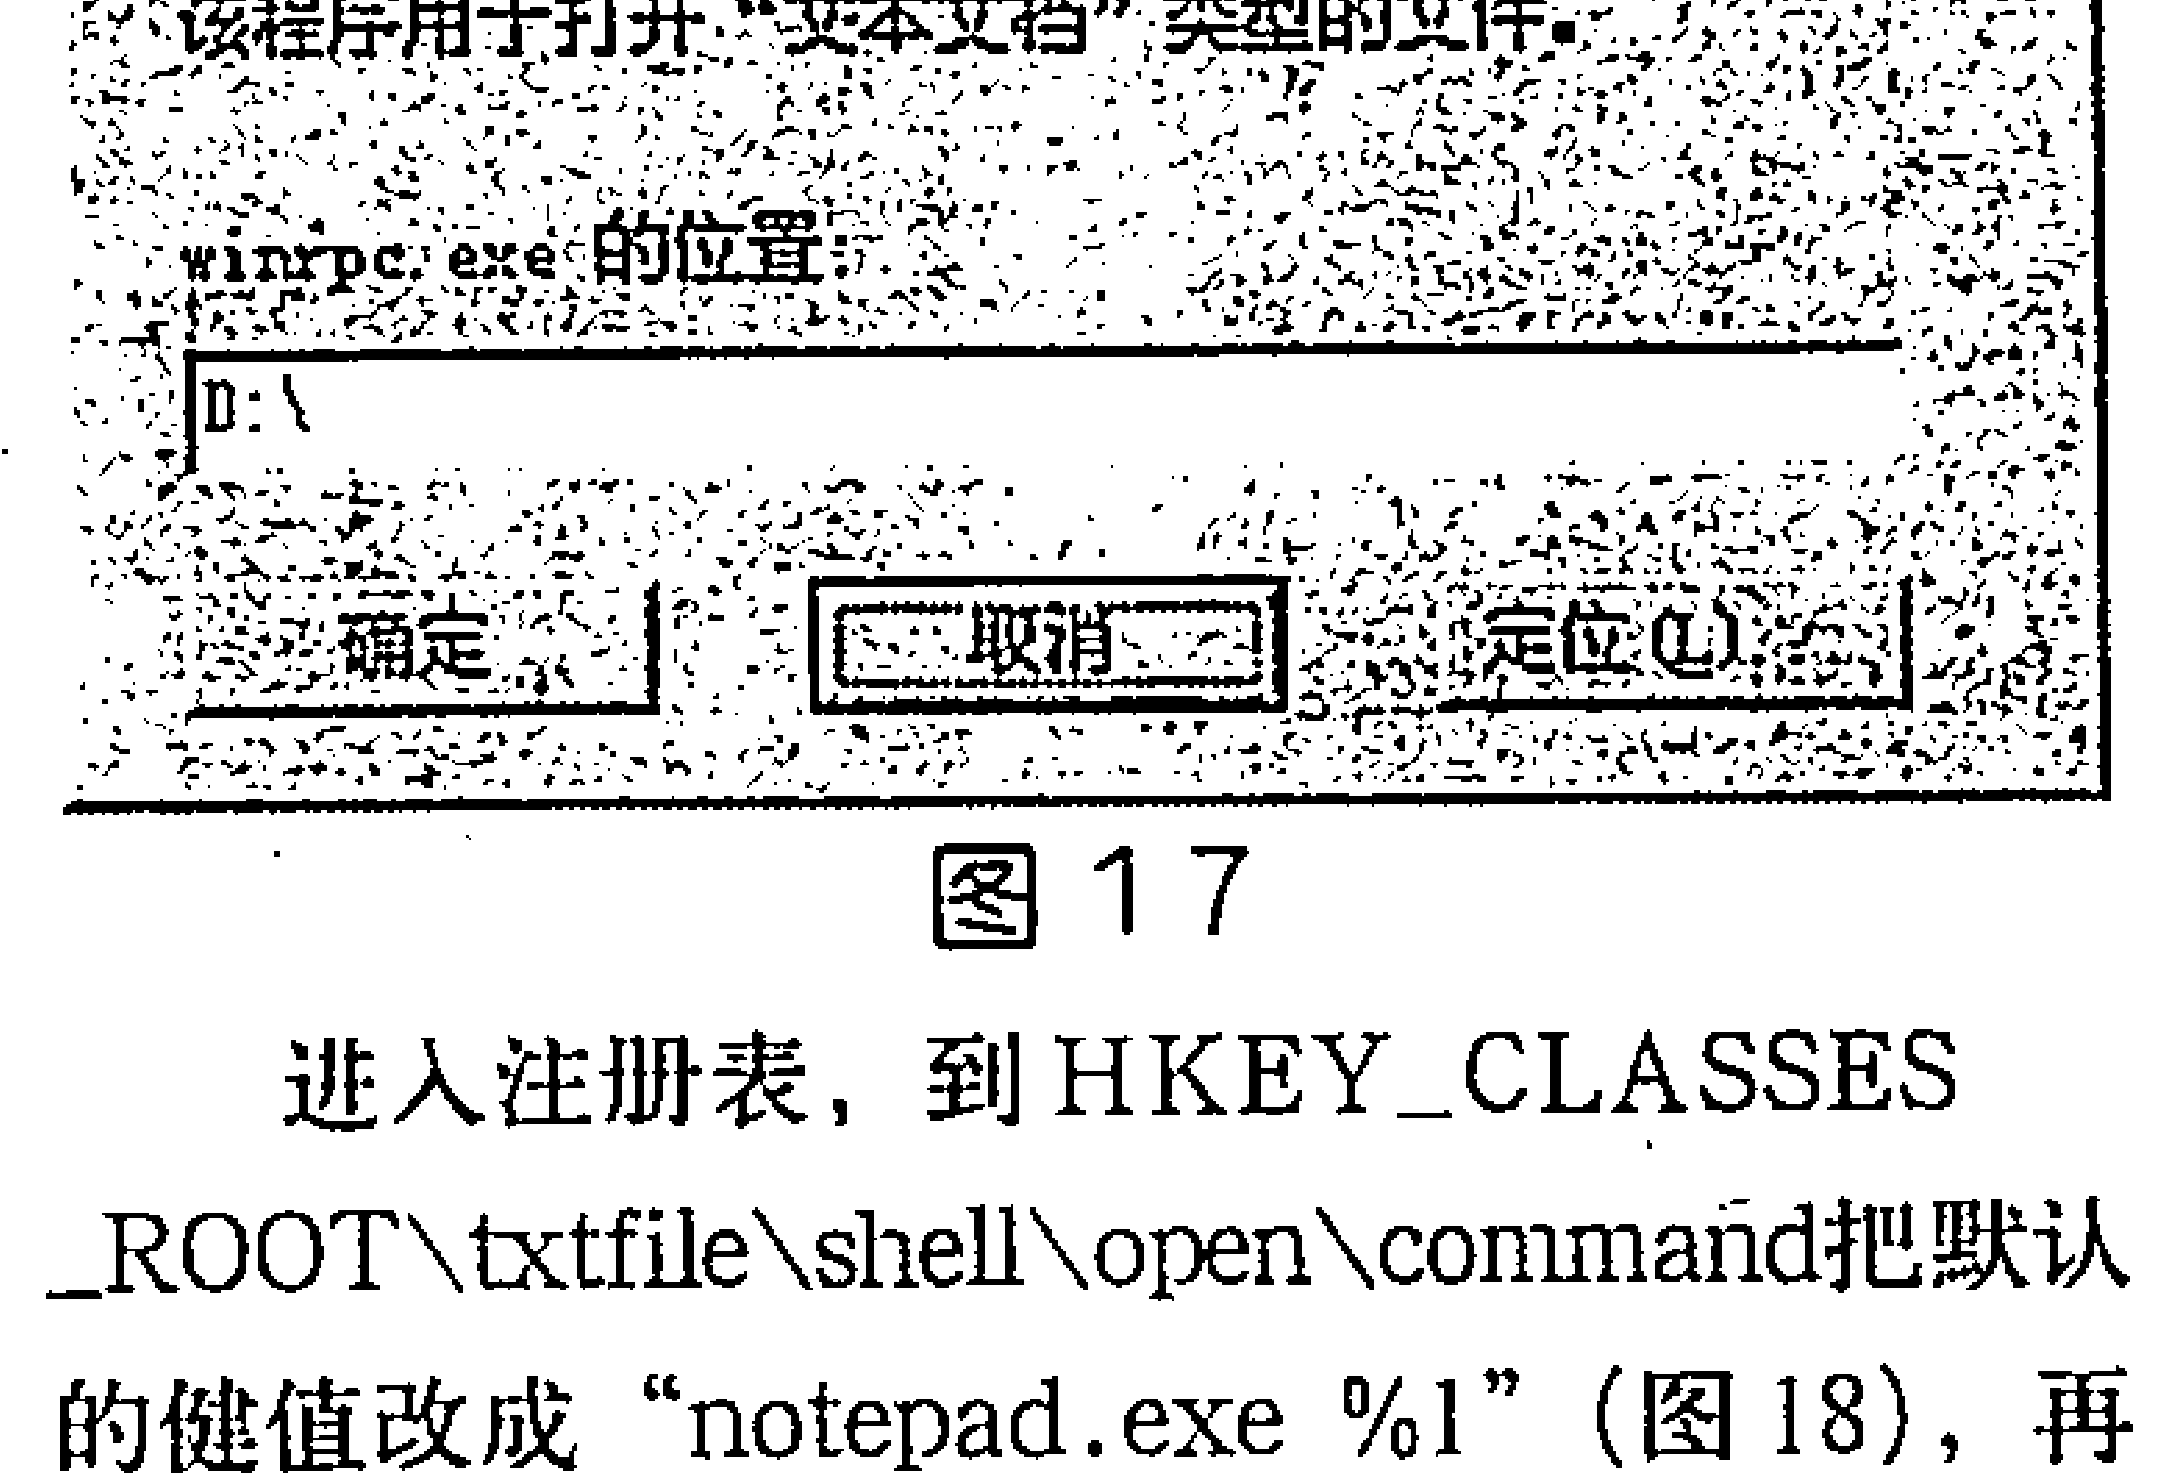 该程序用于打开“文本文档”类型的文件。
winrpc.exe 的位置:
D:\
确定 取消 定位(L)
图 17
进入注册表，到HKEY_CLASSES
_ROOT\txtfile\shell\open\command把默认
的健值改成 “notepad.exe %1”（图 18），再